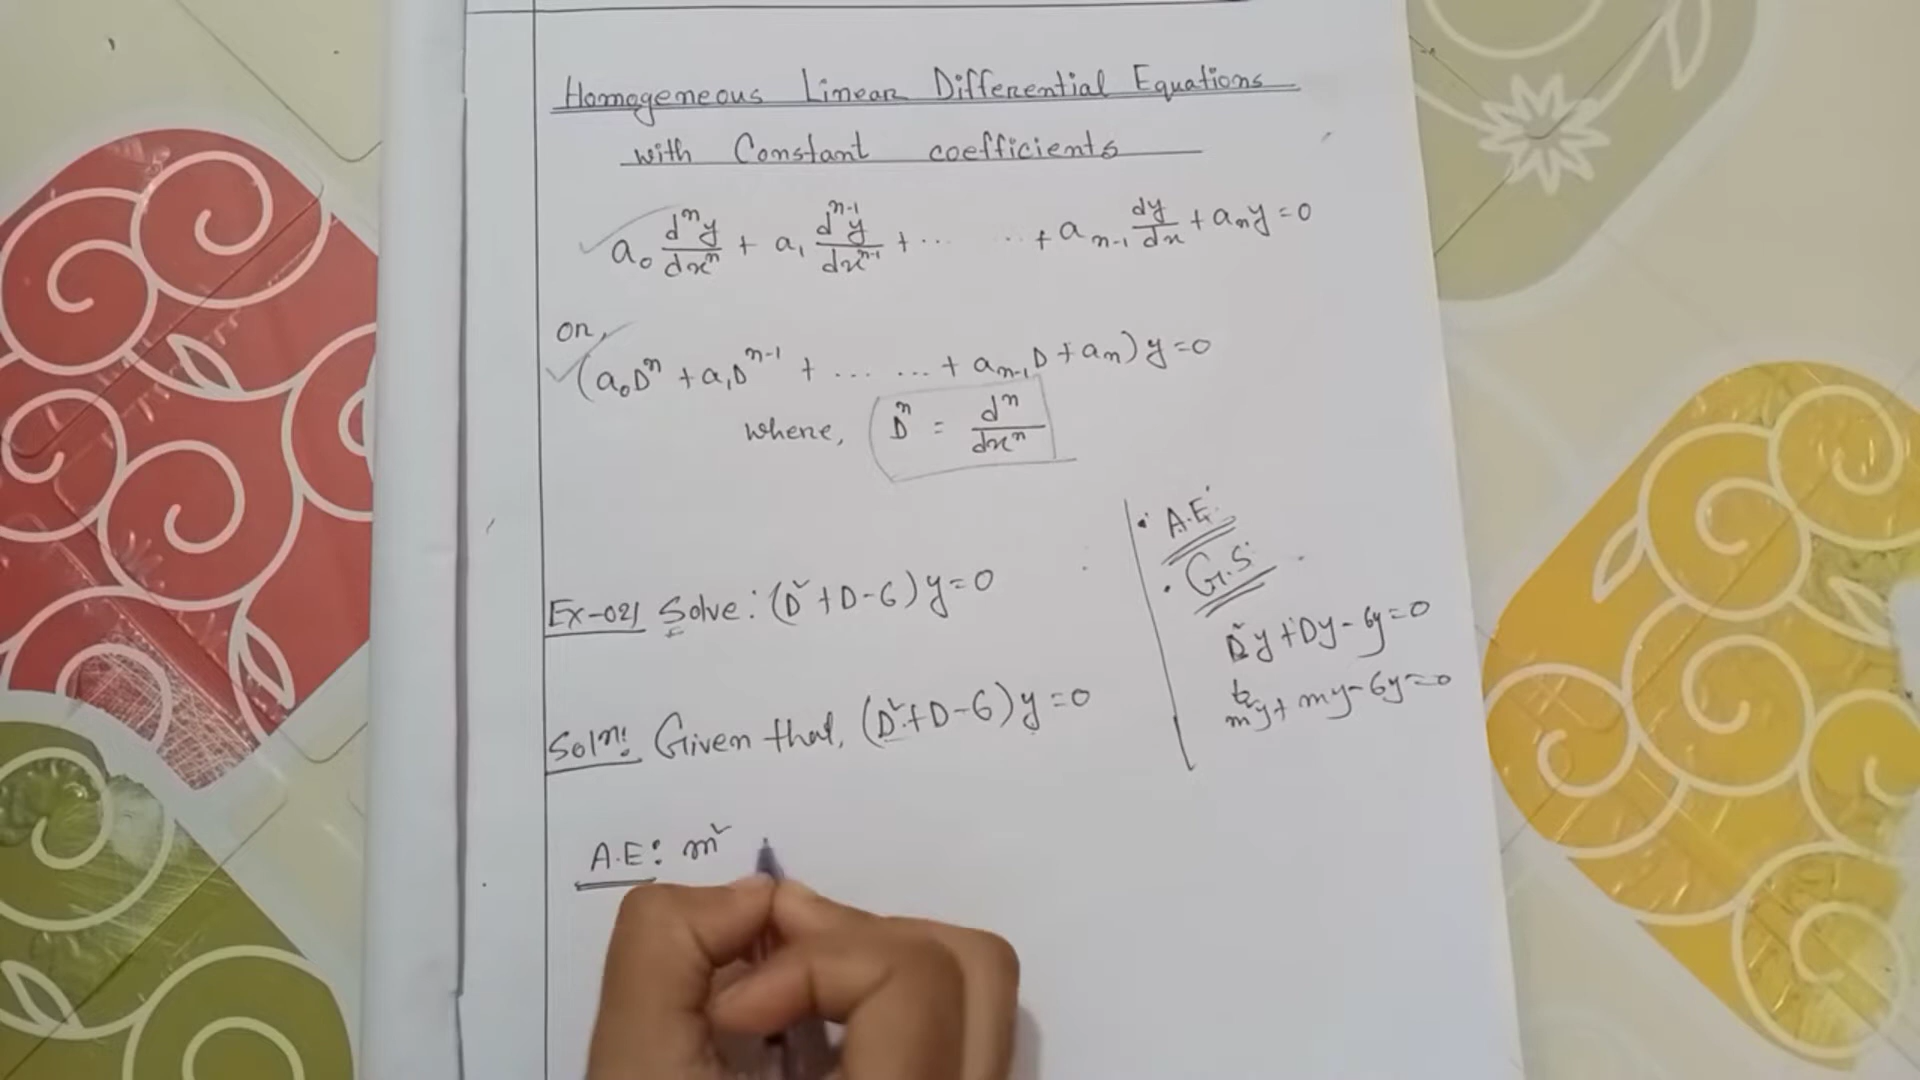 Homogeneous Linear Differential Equations
with Constant coefficients
a₀ dⁿy/dxⁿ + a₁ dⁿ⁻¹y/dxⁿ⁻¹ + ... ... + aₙ₋₁ dy/dx + aₙy = 0
or,
(a₀Dⁿ + a₁Dⁿ⁻¹ + ... ... + aₙ₋₁D + aₙ) y = 0
where, Dⁿ = dⁿ/dxⁿ
• A.E.
• G.S.
Ex-02| Solve: (D² + D - 6) y = 0
D²y + Dy - 6y = 0
m²y + my - 6y = 0
Solⁿ: Given that, (D² + D - 6) y = 0
A.E: m²